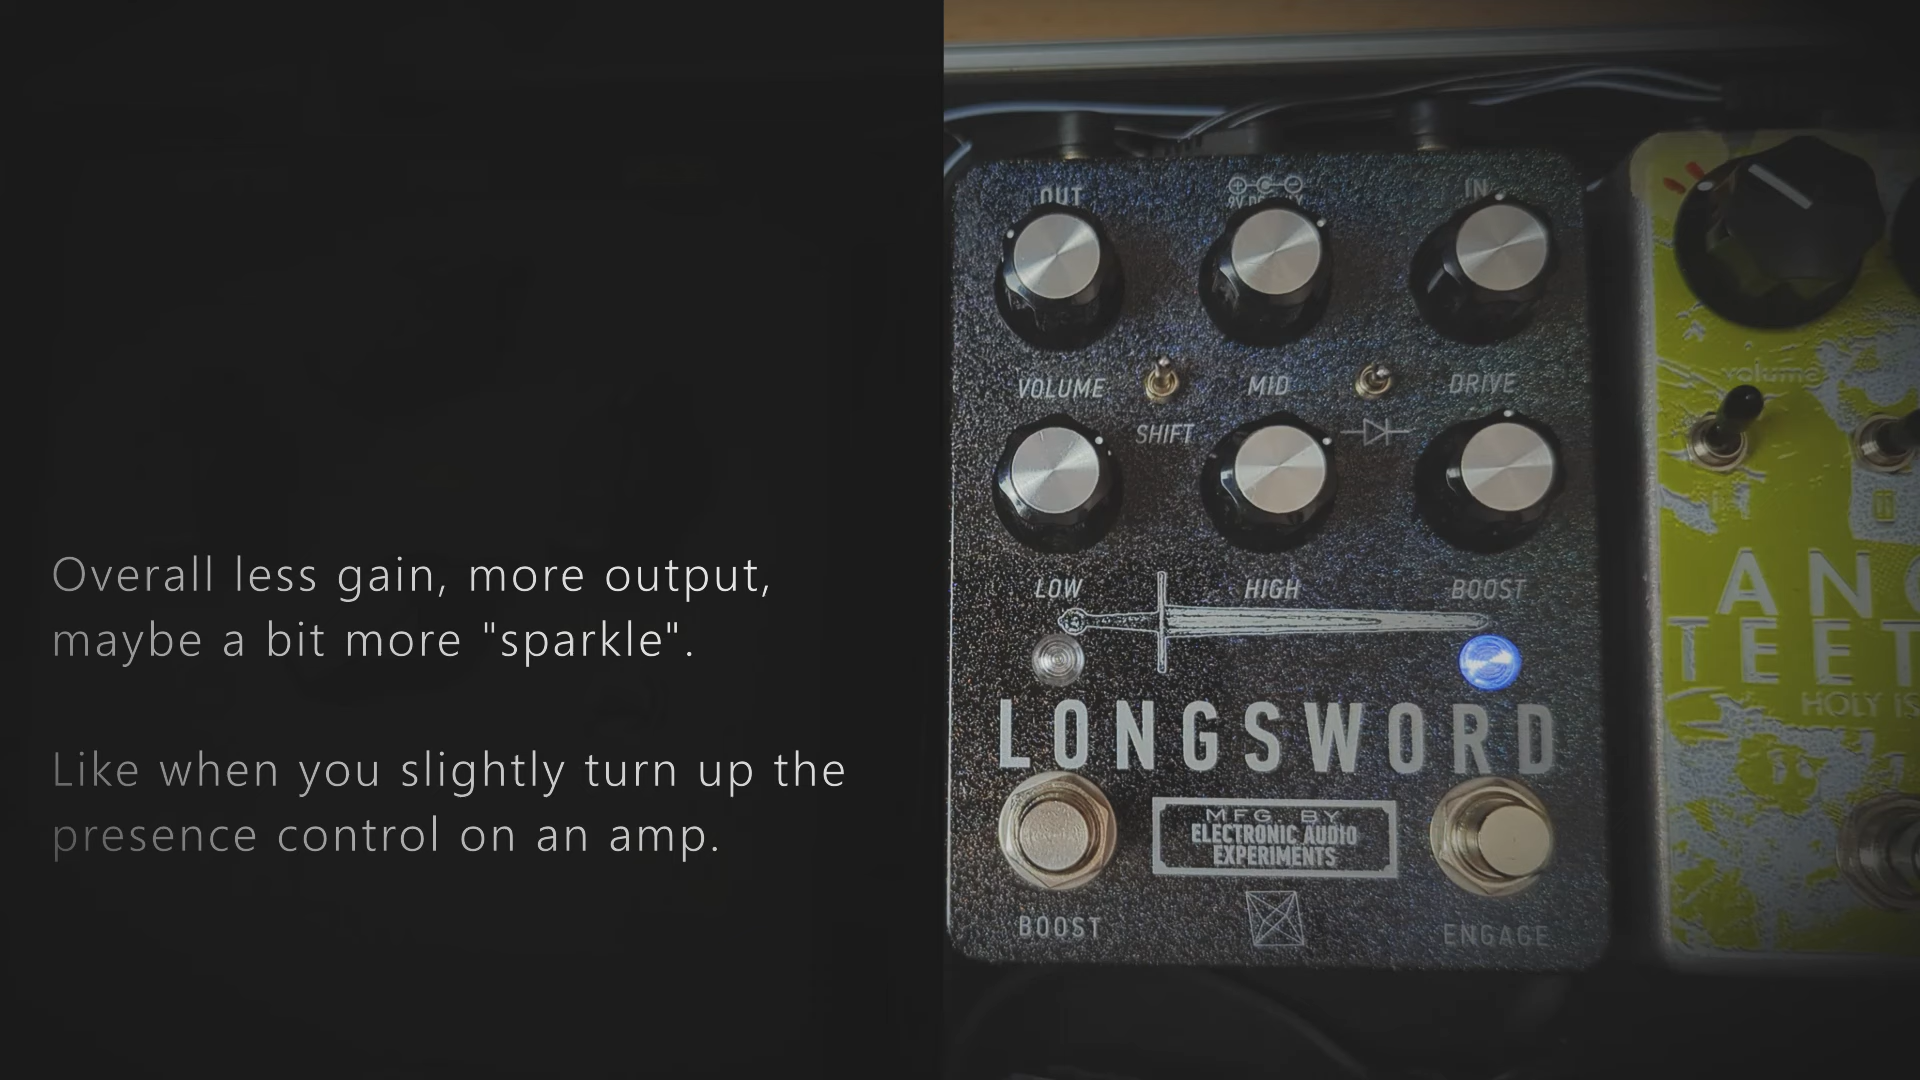 Overall less gain, more output,
maybe a bit more "sparkle".
Like when you slightly turn up the
presence control on an amp.
OUT
IN
VOLUME
MID
DRIVE
SHIFT
LOW
HIGH
BOOST
LONGSWORD
MFG. BY
ELECTRONIC AUDIO
EXPERIMENTS
BOOST
ENGAGE
volume
HOLY